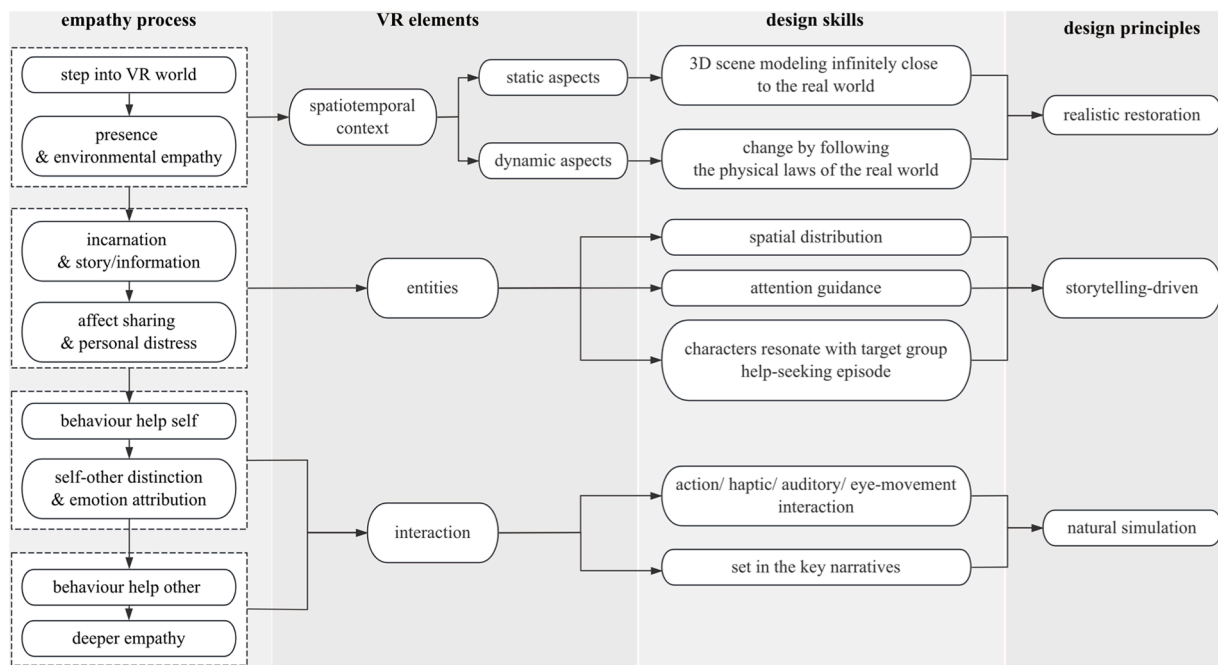 empathy process
VR elements
design skills
design principles
step into VR world
presence
& environmental empathy
spatiotemporal
context
static aspects
dynamic aspects
3D scene modeling infinitely close
to the real world
change by following
the physical laws of the real world
realistic restoration
incarnation
& story/information
affect sharing
& personal distress
entities
spatial distribution
attention guidance
characters resonate with target group
help-seeking episode
storytelling-driven
behaviour help self
self-other distinction
& emotion attribution
behaviour help other
deeper empathy
interaction
action/ haptic/ auditory/ eye-movement
interaction
set in the key narratives
natural simulation